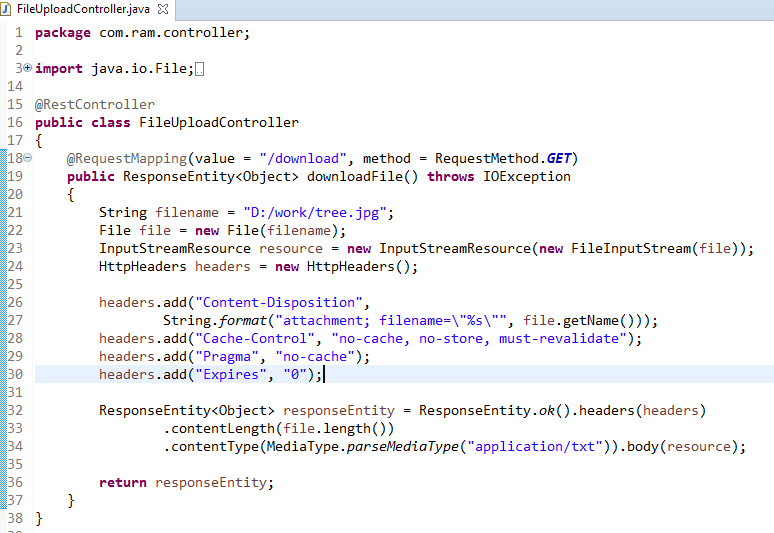 FileUploadController.java
1 package com.ram.controller;
2
3 import java.io.File;
14
15 @RestController
16 public class FileUploadController
17 {
18     @RequestMapping(value = "/download", method = RequestMethod.GET)
19     public ResponseEntity<Object> downloadFile() throws IOException
20     {
21         String filename = "D:/work/tree.jpg";
22         File file = new File(filename);
23         InputStreamResource resource = new InputStreamResource(new FileInputStream(file));
24         HttpHeaders headers = new HttpHeaders();
25
26         headers.add("Content-Disposition",
27                 String.format("attachment; filename=\"%s\"", file.getName()));
28         headers.add("Cache-Control", "no-cache, no-store, must-revalidate");
29         headers.add("Pragma", "no-cache");
30         headers.add("Expires", "0");
31
32         ResponseEntity<Object> responseEntity = ResponseEntity.ok().headers(headers)
33                 .contentLength(file.length())
34                 .contentType(MediaType.parseMediaType("application/txt")).body(resource);
35
36         return responseEntity;
37     }
38 }